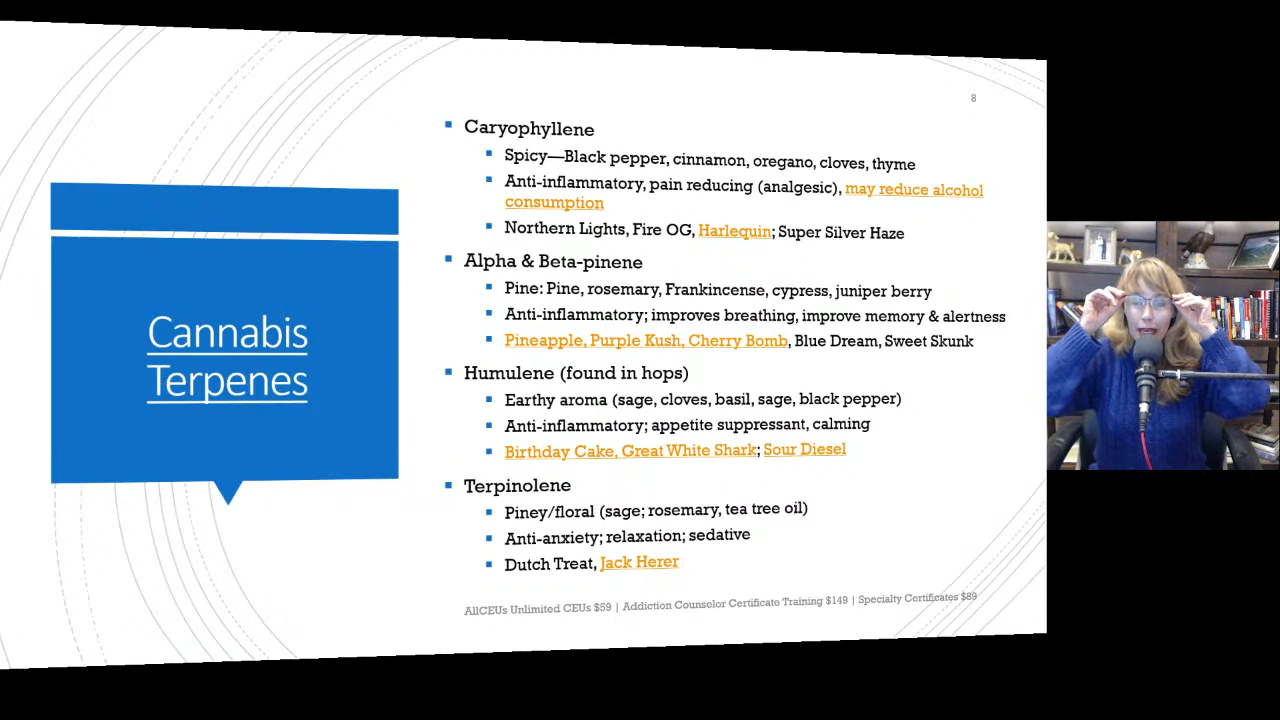 8
Cannabis
Terpenes
Caryophyllene
Spicy—Black pepper, cinnamon, oregano, cloves, thyme
Anti-inflammatory, pain reducing (analgesic), may reduce alcohol
consumption
Northern Lights, Fire OG, Harlequin; Super Silver Haze
Alpha & Beta-pinene
Pine: Pine, rosemary, Frankincense, cypress, juniper berry
Anti-inflammatory; improves breathing, improve memory & alertness
Pineapple, Purple Kush, Cherry Bomb, Blue Dream, Sweet Skunk
Humulene (found in hops)
Earthy aroma (sage, cloves, basil, sage, black pepper)
Anti-inflammatory; appetite suppressant, calming
Birthday Cake, Great White Shark; Sour Diesel
Terpinolene
Piney/floral (sage; rosemary, tea tree oil)
Anti-anxiety; relaxation; sedative
Dutch Treat, Jack Herer
AllCEUs Unlimited CEUs $59 | Addiction Counselor Certificate Training $149 | Specialty Certificates $89